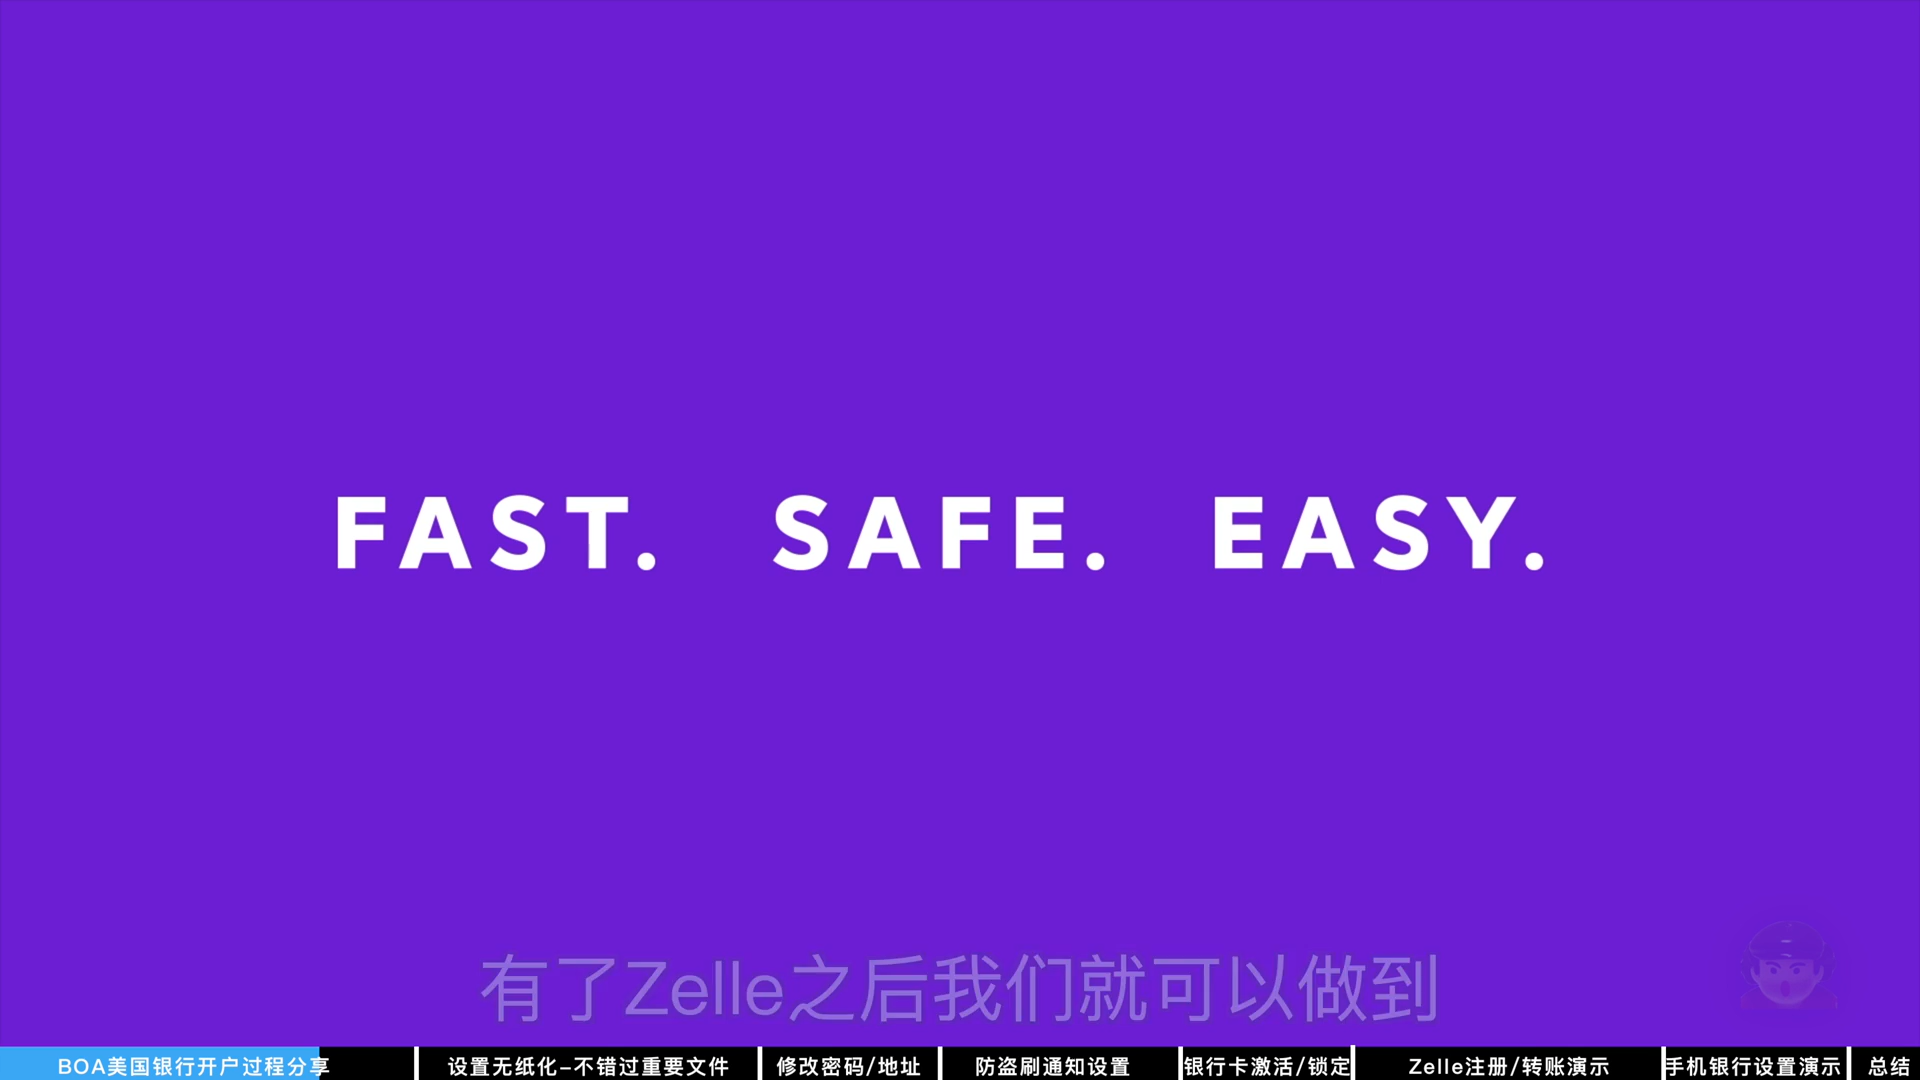 FAST. SAFE. EASY.
有了Zelle之后我们就可以做到
BOA美国银行开户过程分享
设置无纸化-不错过重要文件
修改密码/地址
防盗刷通知设置
银行卡激活/锁定
Zelle注册/转账演示
手机银行设置演示
总结